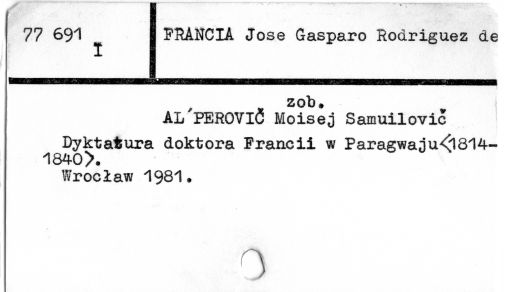 77 691
I
FRANCIA Jose Gasparo Rodriguez de
zob.
AL´PEROVIČ Moisej Samuilovič
Dyktatura doktora Francii w Paragwaju<1814-
1840>.
Wrocław 1981.